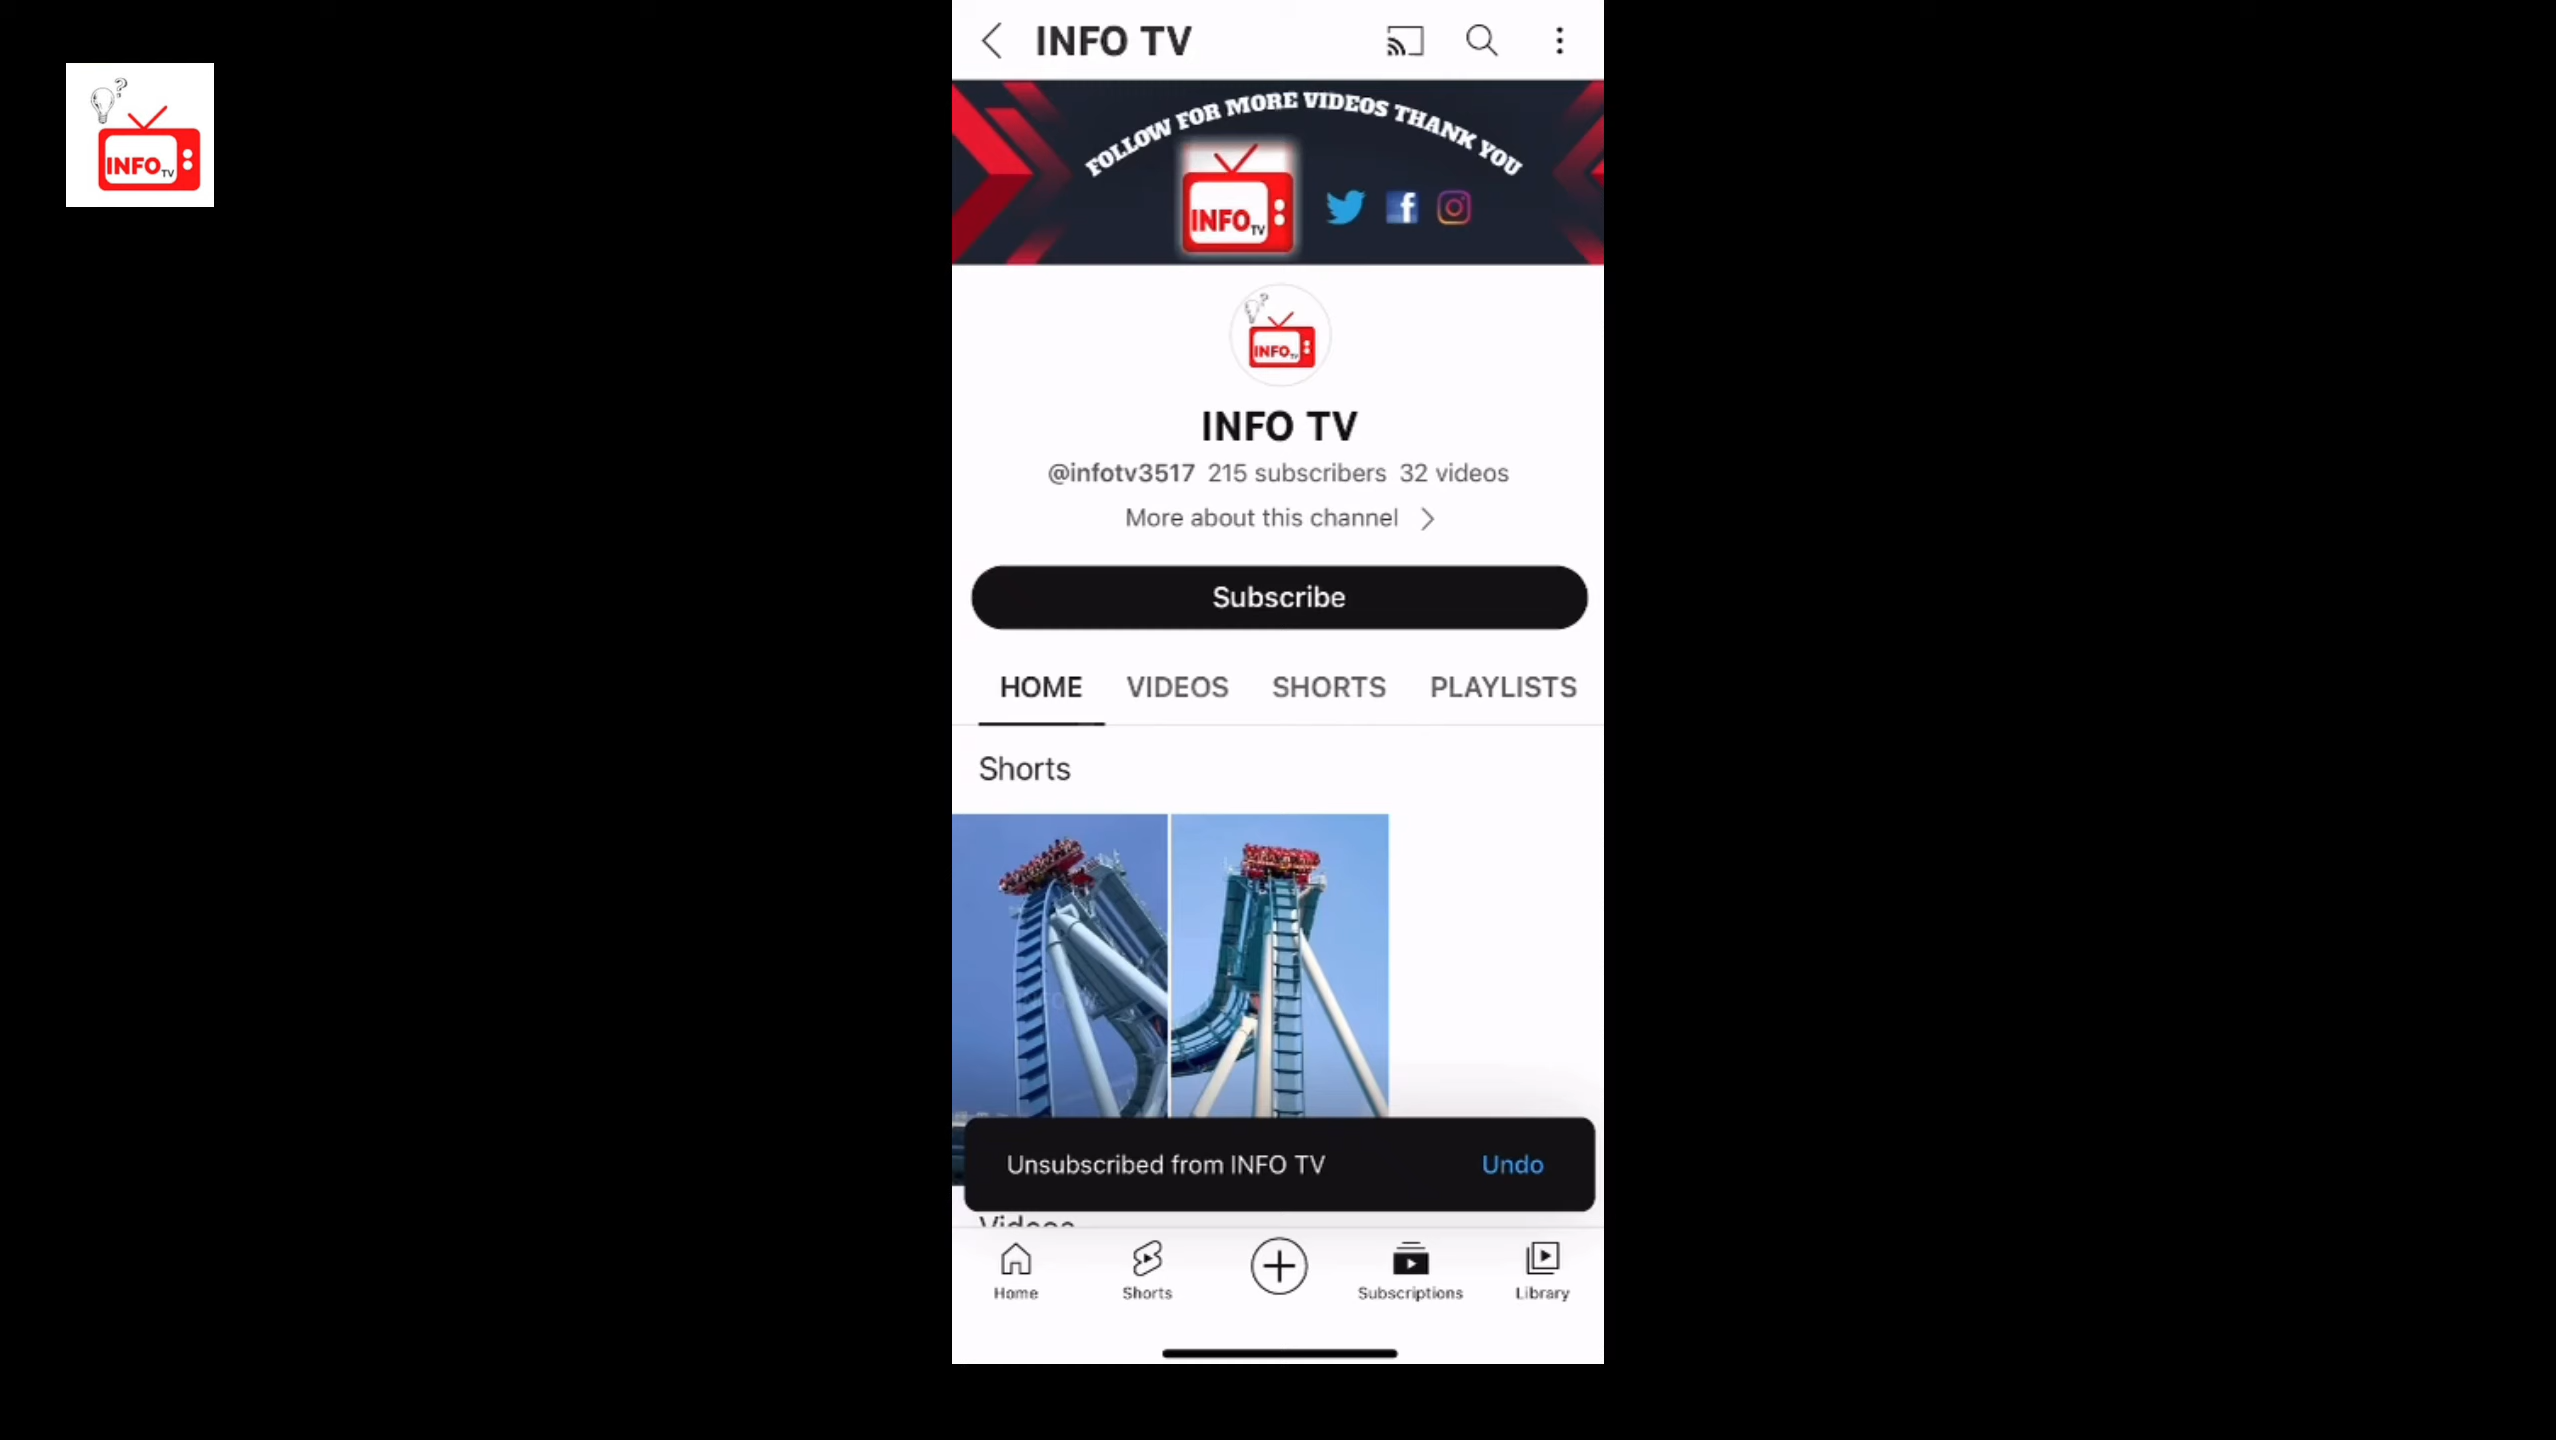 ?
INFO TV
INFO TV
FOLLOW FOR MORE VIDEOS THANK YOU
INFO TV
f
?
INFO TV
INFO TV
@infotv3517 215 subscribers 32 videos
More about this channel
Subscribe
HOME VIDEOS SHORTS PLAYLISTS
Shorts
Unsubscribed from INFO TV Undo
Videos
Home Shorts Subscriptions Library